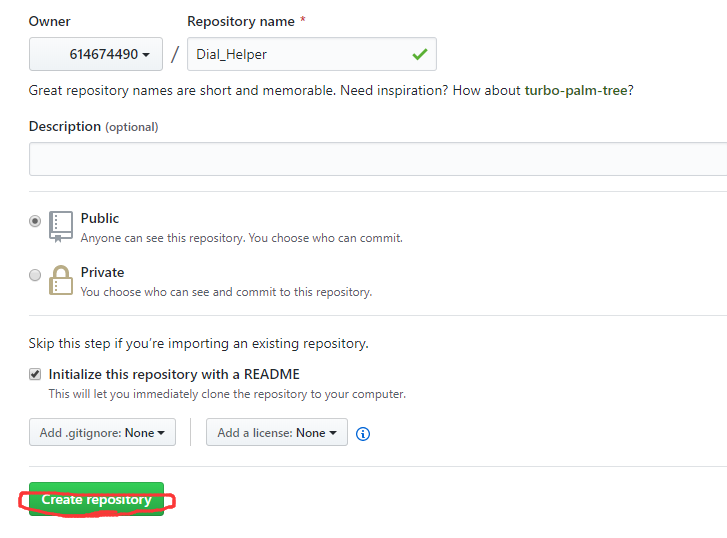 Owner Repository name *
614674490 / Dial_Helper
Great repository names are short and memorable. Need inspiration? How about turbo-palm-tree?
Description (optional)
Public
Anyone can see this repository. You choose who can commit.
Private
You choose who can see and commit to this repository.
Skip this step if you’re importing an existing repository.
Initialize this repository with a README
This will let you immediately clone the repository to your computer.
Add .gitignore: None Add a license: None
Create repository